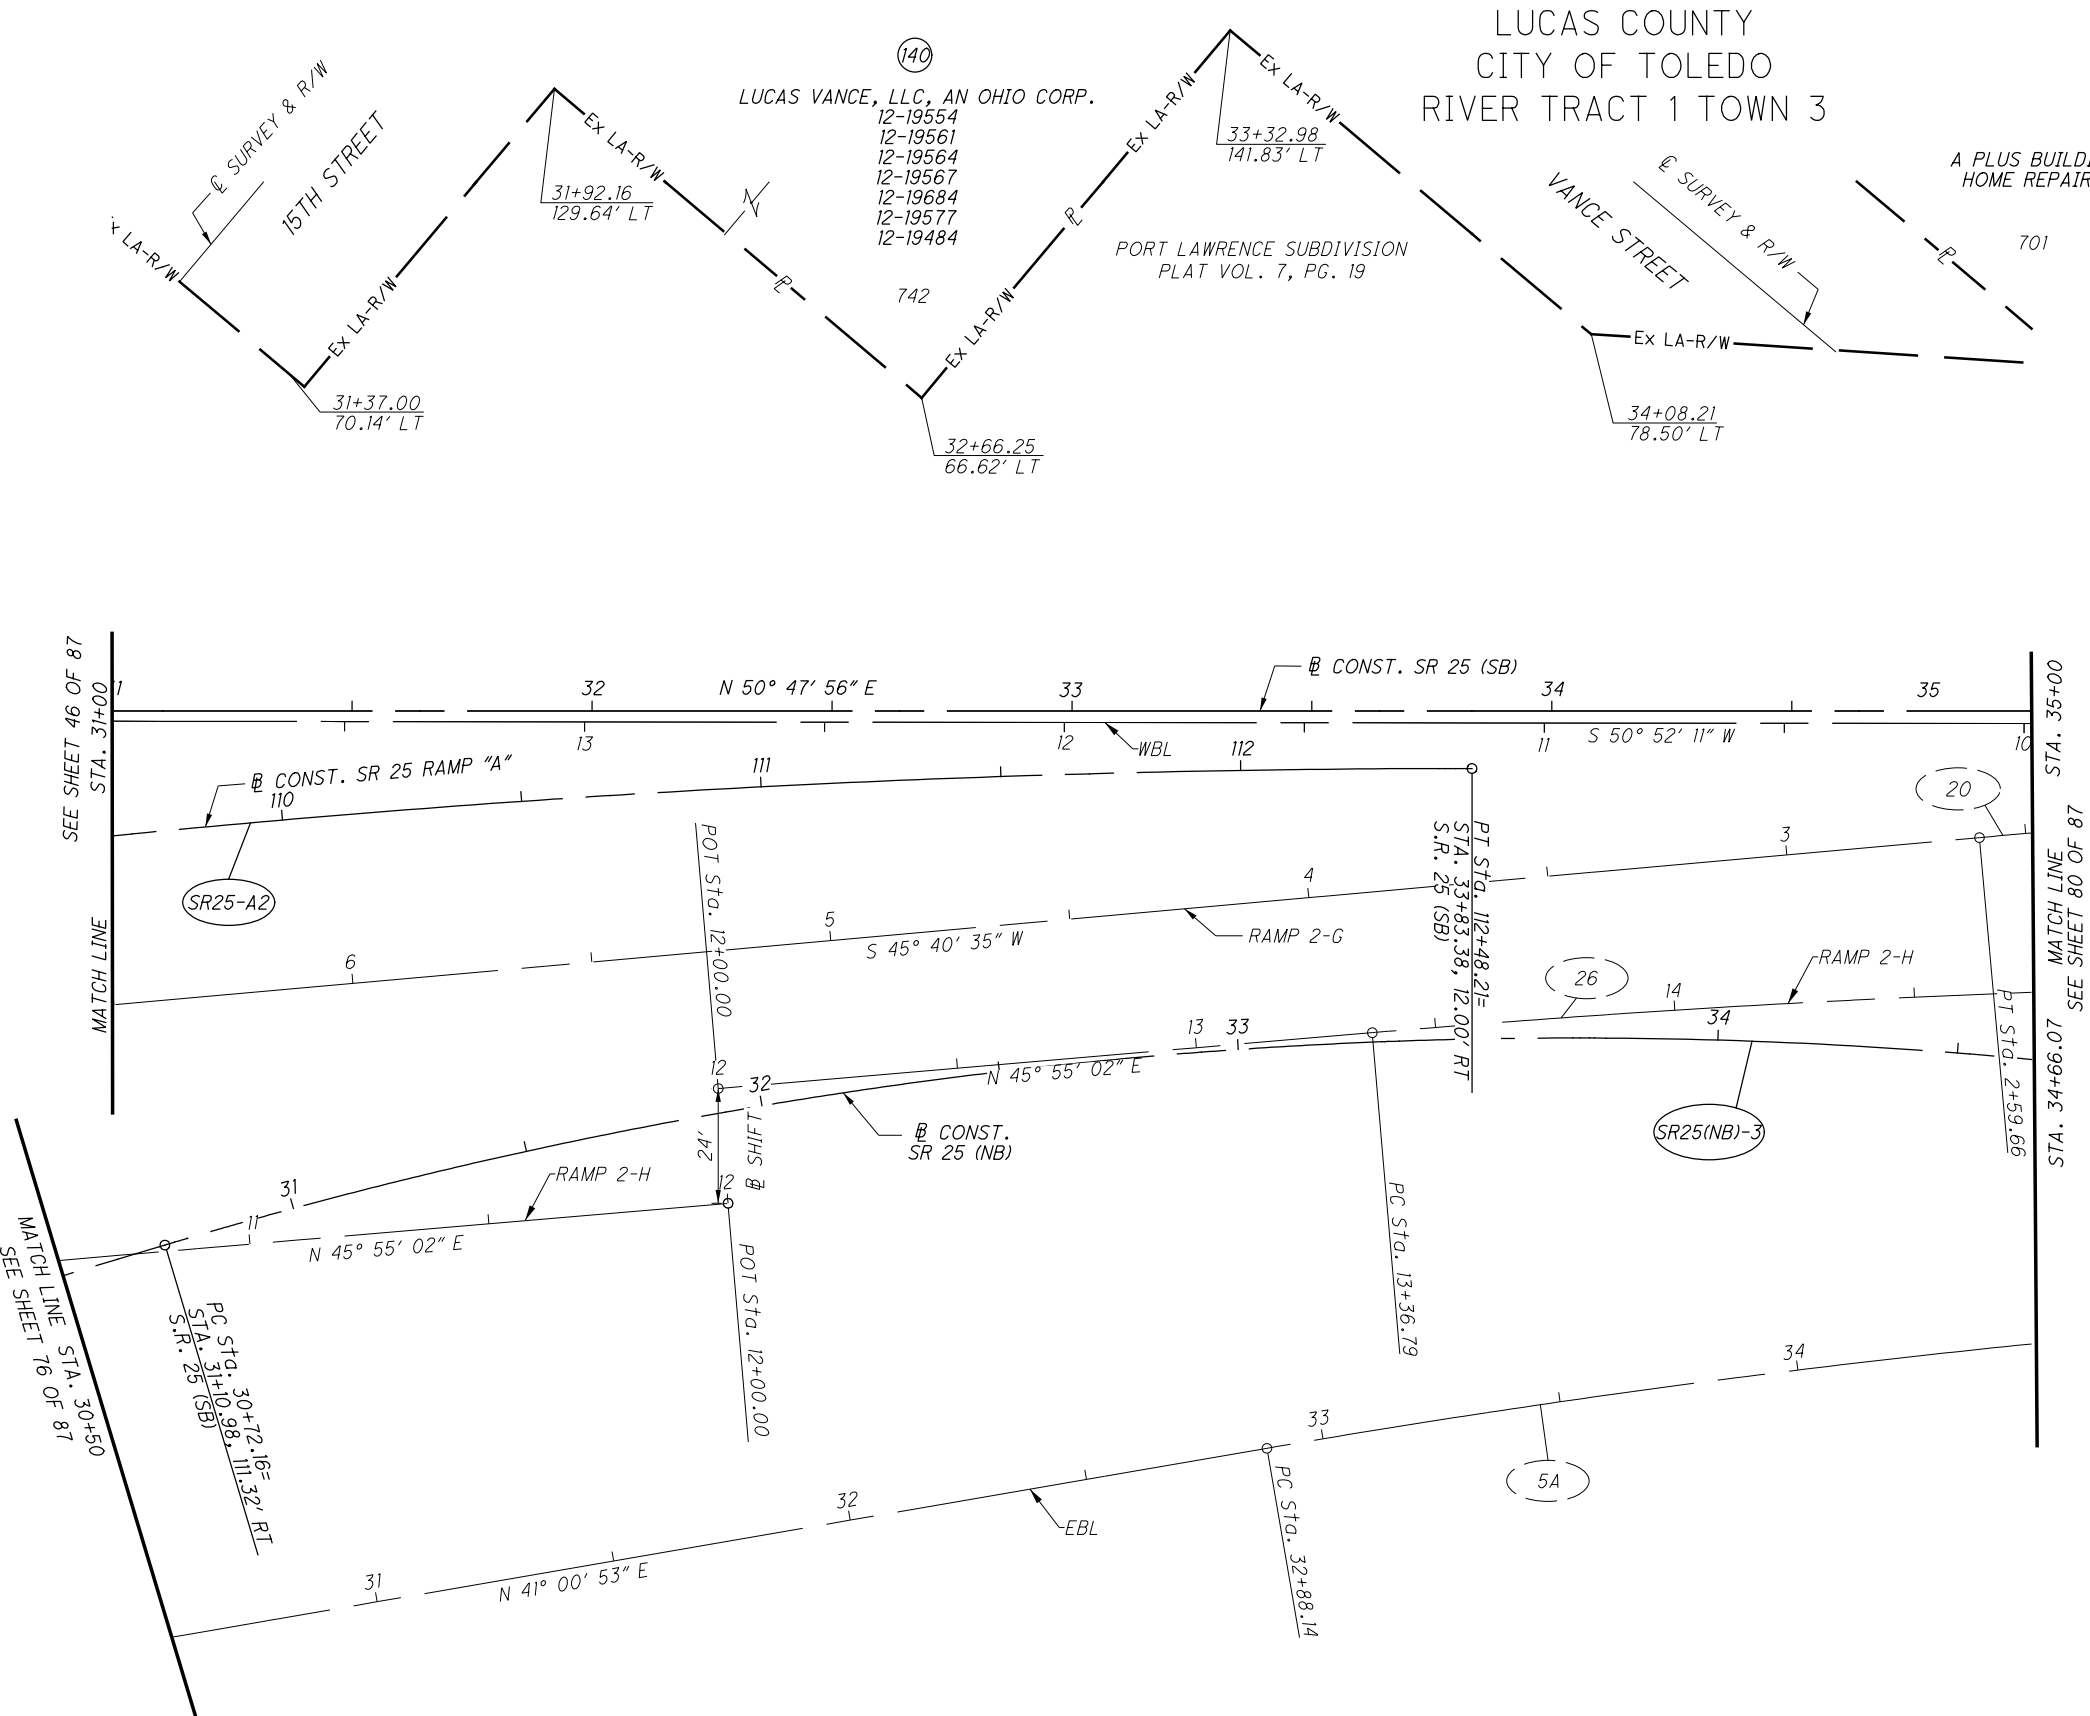 LUCAS COUNTY
CITY OF TOLEDO
RIVER TRACT 1 TOWN 3
℄ SURVEY & R/W
15TH STREET
LA-R/W
Ex LA-R/W
31+37.00
70.14' LT
Ex LA-R/W
31+92.16
129.64' LT
140
LUCAS VANCE, LLC, AN OHIO CORP.
12-19554
12-19561
12-19564
12-19567
12-19684
12-19577
12-19484
742
PL
32+66.25
66.62' LT
Ex LA-R/W
PL
Ex LA-R/W
PORT LAWRENCE SUBDIVISION
PLAT VOL. 7, PG. 19
33+32.98
141.83' LT
Ex LA-R/W
VANCE STREET
℄ SURVEY & R/W
Ex LA-R/W
34+08.21
78.50' LT
PL
A PLUS BUILDI
HOME REPAIR
701
SEE SHEET 46 OF 87
STA. 31+00
MATCH LINE
1
32
N 50° 47' 56" E
33
34
35
BL CONST. SR 25 (SB)
13
12
11
10
WBL
S 50° 52' 11" W
BL CONST. SR 25 RAMP "A"
110
111
112
SR25-A2
POT Sta. 12+00.00
PT Sta. 112+48.21=
STA. 33+83.38, 12.00' RT
S.R. 25 (SB)
6
5
4
3
S 45° 40' 35" W
RAMP 2-G
20
STA. 35+00
MATCH LINE
STA. 34+66.07
SEE SHEET 80 OF 87
26
RAMP 2-H
14
34
PT Sta. 2+59.66
12
32
13
33
N 45° 55' 02" E
BL CONST.
SR 25 (NB)
24'
BL SHIFT
SR25(NB)-3
31
RAMP 2-H
12
11
N 45° 55' 02" E
POT Sta. 12+00.00
PC Sta. 13+36.79
MATCH LINE STA. 30+50
SEE SHEET 76 OF 87
PC Sta. 30+72.16=
STA. 31+10.98, 111.32' RT
S.R. 25 (SB)
31
32
33
34
N 41° 00' 53" E
EBL
PC Sta. 32+88.14
5A